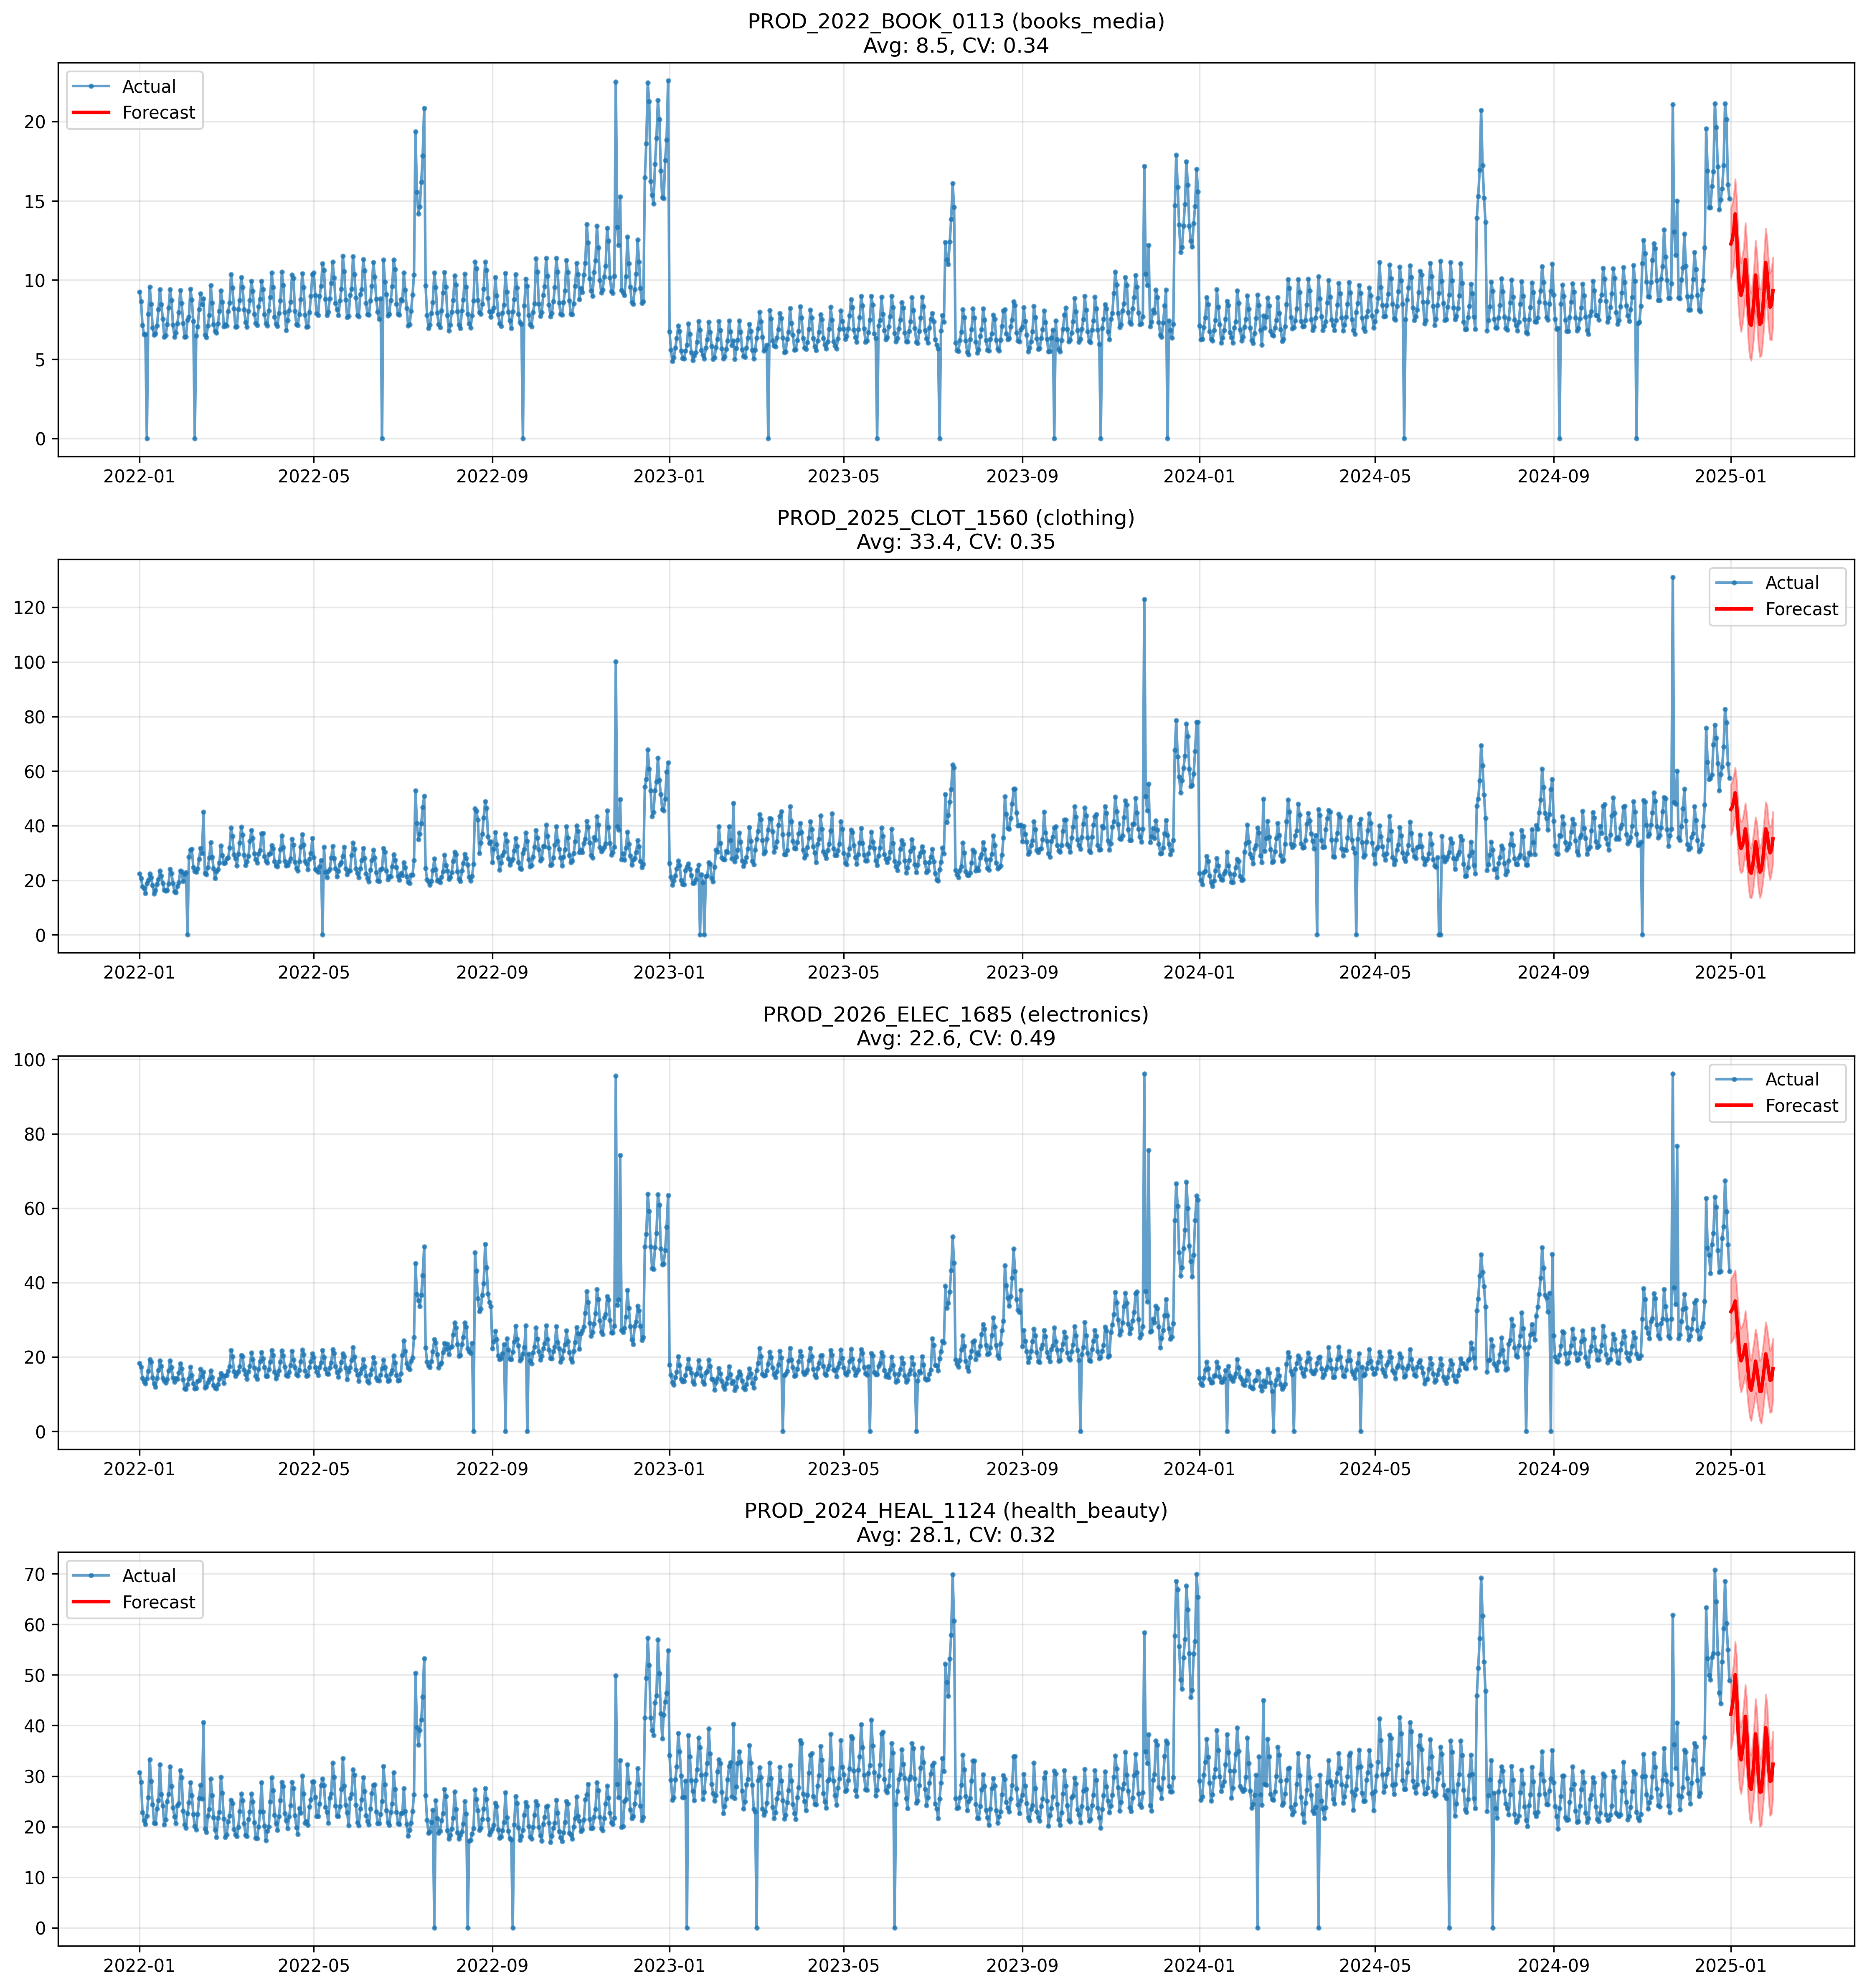 PROD_2022_BOOK_0113 (books_media)
Avg: 8.5, CV: 0.34
Actual
Forecast
20
15
10
5
0
2022-01 2022-05 2022-09 2023-01 2023-05 2023-09 2024-01 2024-05 2024-09 2025-01
PROD_2025_CLOT_1560 (clothing)
Avg: 33.4, CV: 0.35
Actual
Forecast
120
100
80
60
40
20
0
2022-01 2022-05 2022-09 2023-01 2023-05 2023-09 2024-01 2024-05 2024-09 2025-01
PROD_2026_ELEC_1685 (electronics)
Avg: 22.6, CV: 0.49
Actual
Forecast
100
80
60
40
20
0
2022-01 2022-05 2022-09 2023-01 2023-05 2023-09 2024-01 2024-05 2024-09 2025-01
PROD_2024_HEAL_1124 (health_beauty)
Avg: 28.1, CV: 0.32
Actual
Forecast
70
60
50
40
30
20
10
0
2022-01 2022-05 2022-09 2023-01 2023-05 2023-09 2024-01 2024-05 2024-09 2025-01